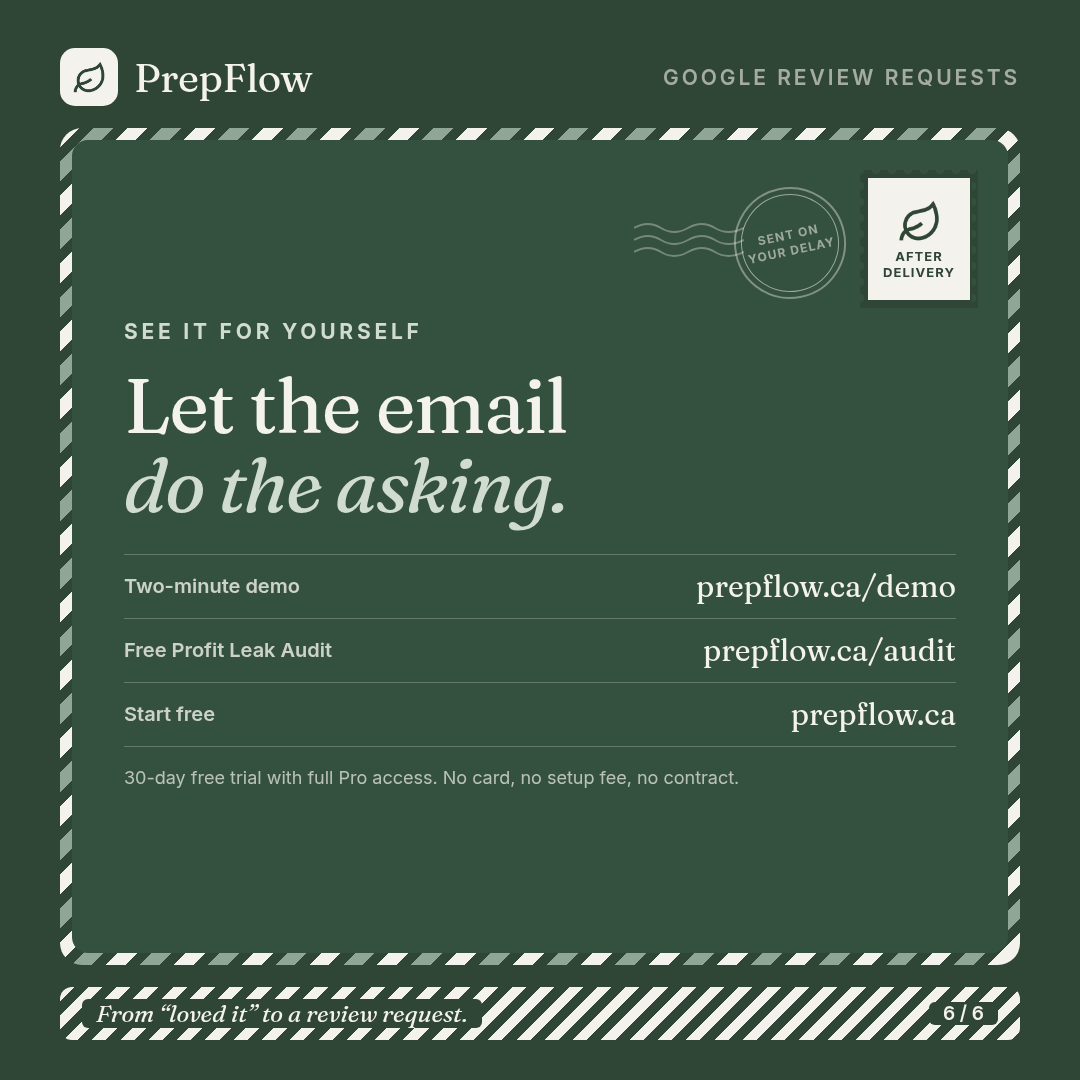 PrepFlow
GOOGLE REVIEW REQUESTS
SENT ON
YOUR DELAY
AFTER
DELIVERY
SEE IT FOR YOURSELF
Let the email
do the asking.
Two-minute demo
prepflow.ca/demo
Free Profit Leak Audit
prepflow.ca/audit
Start free
prepflow.ca
30-day free trial with full Pro access. No card, no setup fee, no contract.
From “loved it” to a review request.
6 / 6